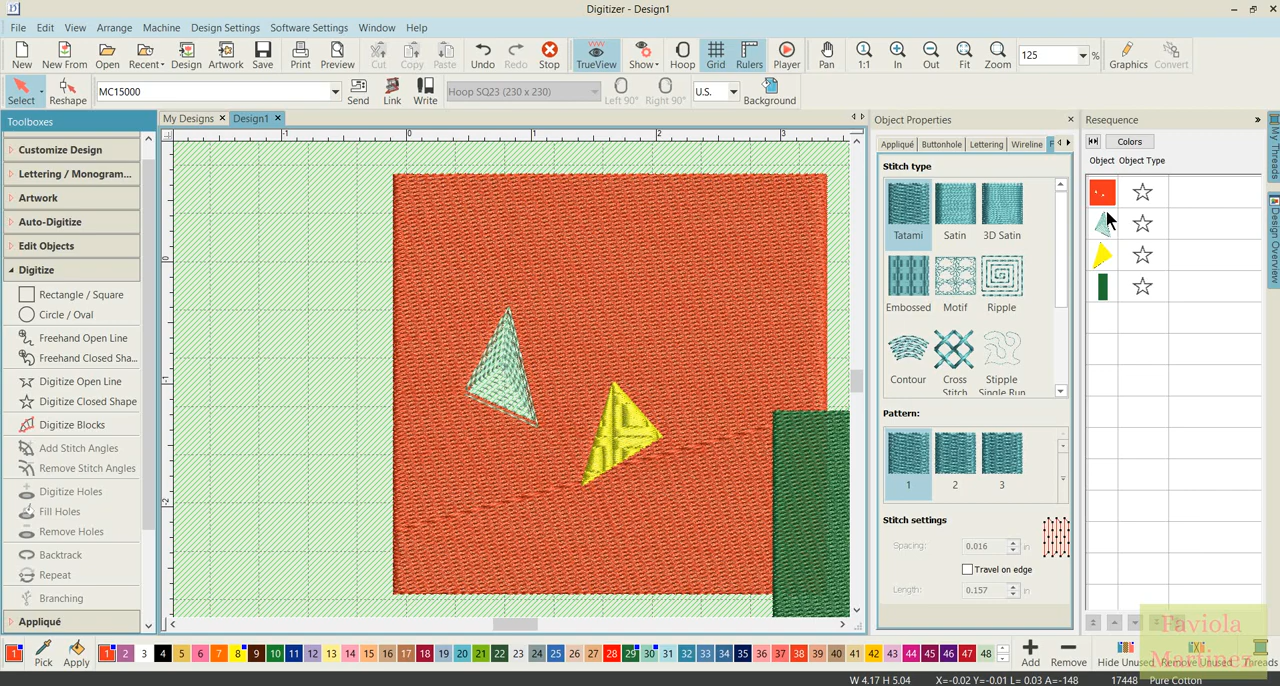 D Digitizer - Design1
File Edit View Arrange Machine Design Settings Software Settings Window Help
New New From Open Recent Design Artwork Save Print Preview Cut Copy Paste Undo Redo Stop TrueView Show Hoop Grid Rulers Player Pan 1:1 In Out Fit Zoom 125 % Graphics Convert
Select Reshape MC15000 Send Link Write Hoop SQ23 (230 x 230) Left 90° Right 90° U.S. Background
Toolboxes
Customize Design
Lettering / Monogram...
Artwork
Auto-Digitize
Edit Objects
Digitize
Rectangle / Square
Circle / Oval
Freehand Open Line
Freehand Closed Sha...
Digitize Open Line
Digitize Closed Shape
Digitize Blocks
Add Stitch Angles
Remove Stitch Angles
Digitize Holes
Fill Holes
Remove Holes
Backtrack
Repeat
Branching
Appliqué
My Designs Design1
-1 0 1 2 3
0
-1
-2
Object Properties
Appliqué Buttonhole Lettering Wireline F
Stitch type
Tatami Satin 3D Satin
Embossed Motif Ripple
Contour Cross Stitch Stipple Single Run
Pattern:
1 2 3
Stitch settings
Spacing: 0.016 in
Travel on edge
Length: 0.157 in
Resequence
Colors
Object Object Type
My Threads
Design Overview
Faviola
Martinez
1 Pick Apply 1 2 3 4 5 6 7 8 9 10 11 12 13 14 15 16 17 18 19 20 21 22 23 24 25 26 27 28 29 30 31 32 33 34 35 36 37 38 39 40 41 42 43 44 45 46 47 48 Add Remove Hide Unused Remove Unused Threads
W 4.17 H 5.04 X=-0.02 Y=-0.01 L= 0.03 A=-148 17448 Pure Cotton